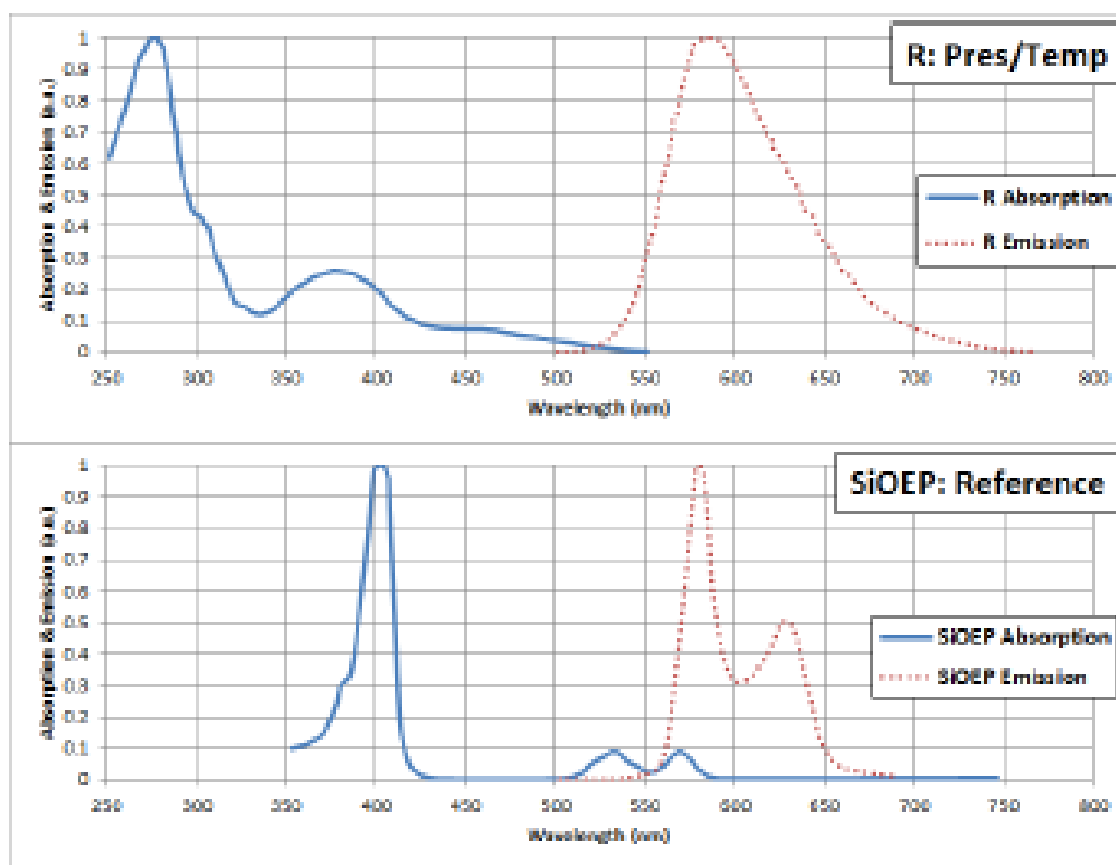 R: Pres/Temp
Absorption & Emission (a.u.)
1
0.9
0.8
0.7
0.6
0.5
0.4
0.3
0.2
0.1
0
R Absorption
R Emission
250 300 350 400 450 500 550 600 650 700 750 800
Wavelength (nm)
SiOEP: Reference
Absorption & Emission (a.u.)
1
0.9
0.8
0.7
0.6
0.5
0.4
0.3
0.2
0.1
0
SiOEP Absorption
SiOEP Emission
250 300 350 400 450 500 550 600 650 700 750 800
Wavelength (nm)